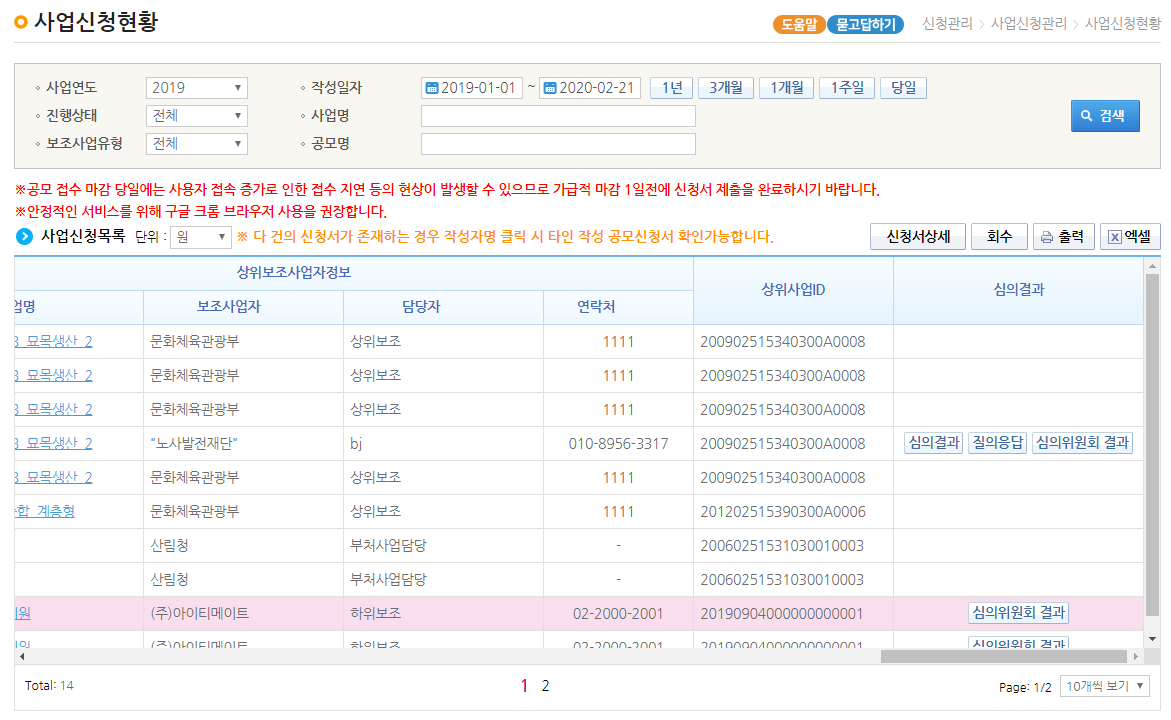 사업신청현황
도움말 묻고답하기 신청관리 > 사업신청관리 > 사업신청현황
사업연도 2019 작성일자 2019-01-01 ~ 2020-02-21 1년 3개월 1개월 1주일 당일
진행상태 전체 사업명
검색
보조사업유형 전체 공모명
※공모 접수 마감 당일에는 사용자 접속 증가로 인한 접수 지연 등의 현상이 발생할 수 있으므로 가급적 마감 1일전에 신청서 제출을 완료하시기 바랍니다.
※안정적인 서비스를 위해 구글 크롬 브라우저 사용을 권장합니다.
사업신청목록 단위 : 원 ※ 다 건의 신청서가 존재하는 경우 작성자명 클릭 시 타인 작성 공모신청서 확인가능합니다. 신청서상세 회수 출력 엑셀
상위보조사업자정보 상위사업ID 심의결과
업명 보조사업자 담당자 연락처
3_묘목생산_2 문화체육관광부 상위보조 1111 200902515340300A0008
3_묘목생산_2 문화체육관광부 상위보조 1111 200902515340300A0008
3_묘목생산_2 문화체육관광부 상위보조 1111 200902515340300A0008
3_묘목생산_2 "노사발전재단" bj 010-8956-3317 200902515340300A0008 심의결과 질의응답 심의위원회 결과
3_묘목생산_2 문화체육관광부 상위보조 1111 200902515340300A0008
합_계층형 문화체육관광부 상위보조 1111 201202515390300A0006
산림청 부처사업담당 - 20060251531030010003
산림청 부처사업담당 - 20060251531030010003
원 (주)아이티메이트 하위보조 02-2000-2001 20190904000000000001 심의위원회 결과
원 (주)아이티메이트 하위보조 02-2000-2001 20190904000000000001 심의위원회 결과
Total: 14 1 2 Page: 1/2 10개씩 보기